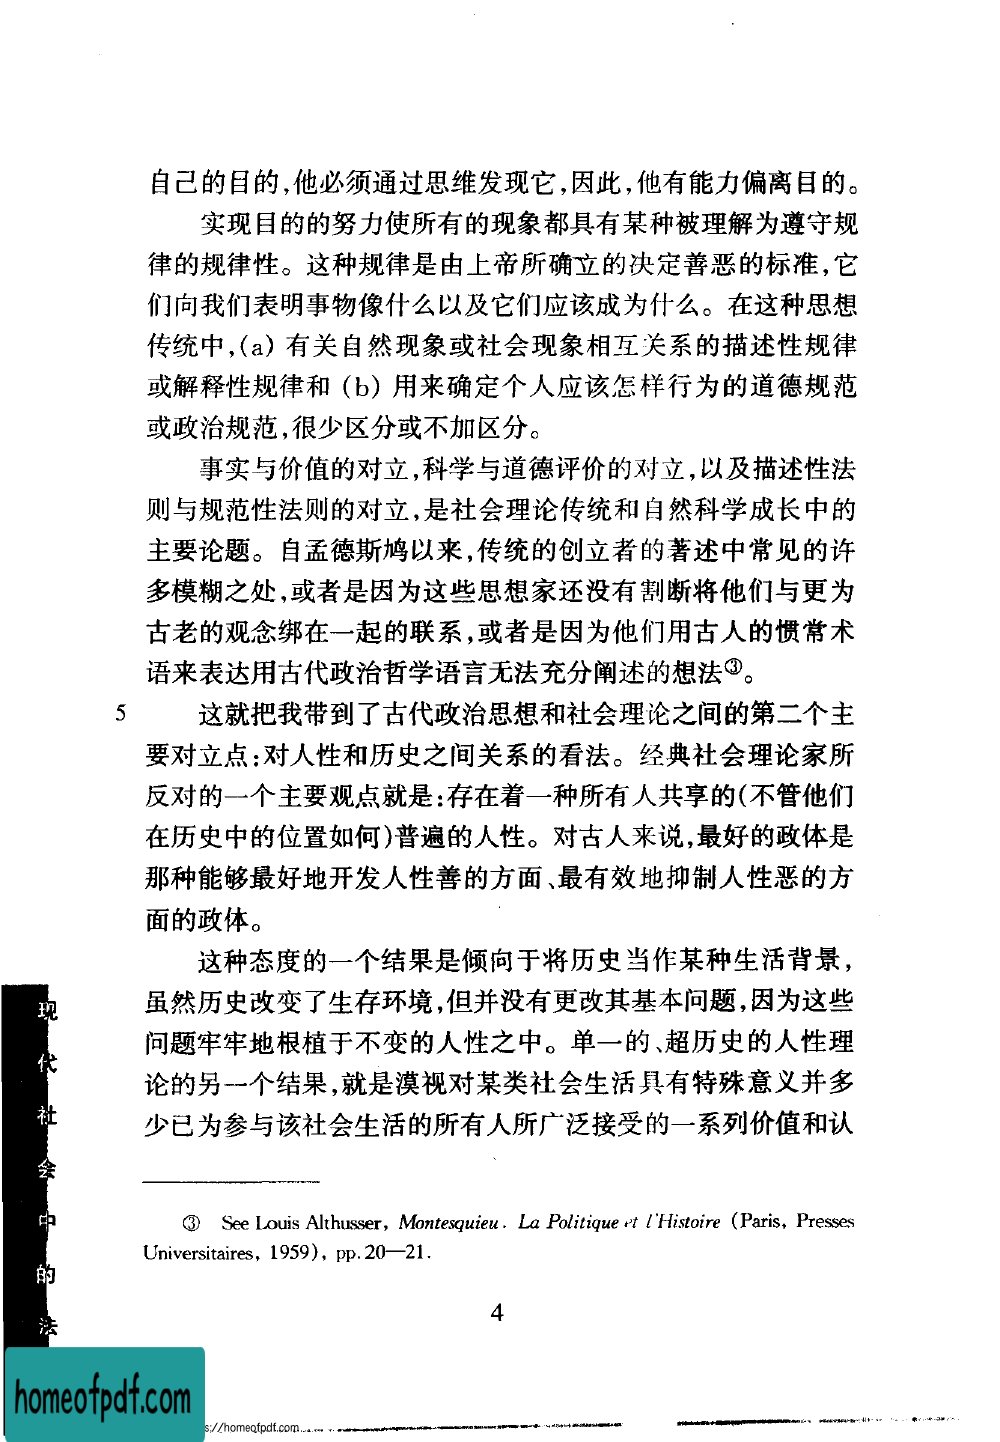 自己的目的,他必须通过思维发现它,因此,他有能力偏离目的。
实现目的的努力使所有的现象都具有某种被理解为遵守规
律的规律性。这种规律是由上帝所确立的决定善恶的标准,它
们向我们表明事物像什么以及它们应该成为什么。在这种思想
传统中,(a) 有关自然现象或社会现象相互关系的描述性规律
或解释性规律和 (b) 用来确定个人应该怎样行为的道德规范
或政治规范,很少区分或不加区分。
事实与价值的对立,科学与道德评价的对立,以及描述性法
则与规范性法则的对立,是社会理论传统和自然科学成长中的
主要论题。自孟德斯鸠以来,传统的创立者的著述中常见的许
多模糊之处,或者是因为这些思想家还没有割断将他们与更为
古老的观念绑在一起的联系,或者是因为他们用古人的惯常术
语来表达用古代政治哲学语言无法充分阐述的想法③。
5 这就把我带到了古代政治思想和社会理论之间的第二个主
要对立点:对人性和历史之间关系的看法。经典社会理论家所
反对的一个主要观点就是:存在着一种所有人共享的(不管他们
在历史中的位置如何)普遍的人性。对古人来说,最好的政体是
那种能够最好地开发人性善的方面、最有效地抑制人性恶的方
面的政体。
这种态度的一个结果是倾向于将历史当作某种生活背景,
虽然历史改变了生存环境,但并没有更改其基本问题,因为这些
问题牢牢地根植于不变的人性之中。单一的、超历史的人性理
论的另一个结果,就是漠视对某类社会生活具有特殊意义并多
少已为参与该社会生活的所有人所广泛接受的一系列价值和认
③ See Louis Althusser, Montesquieu. La Politique et l'Histoire (Paris, Presses
Universitaires, 1959), pp.20—21.
4
现代社会中的法
homeofpdf.com
s://homeofpdf.com